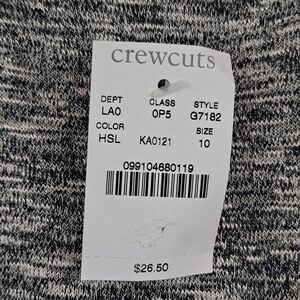 crewcuts
DEPT CLASS STYLE
LA0 0P5 G7182
COLOR SIZE
HSL KA0121 10
099104680119
$26.50